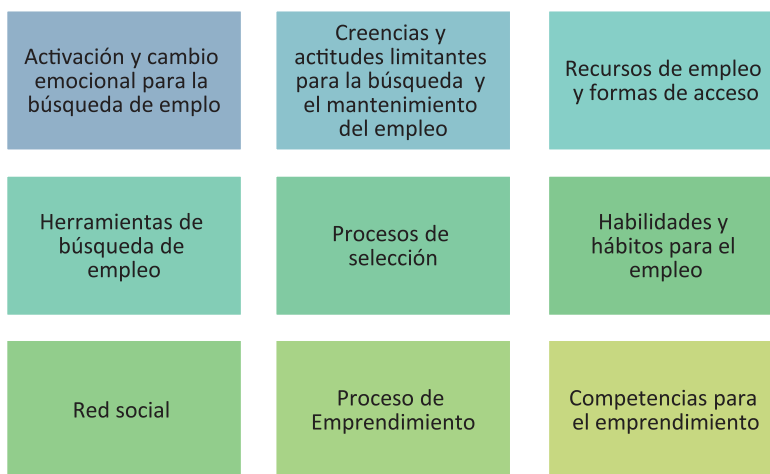 Activación y cambio
emocional para la
búsqueda de emplo
Creencias y
actitudes limitantes
para la búsqueda y
el mantenimiento
del empleo
Recursos de empleo
y formas de acceso
Herramientas de
búsqueda de
empleo
Procesos de
selección
Habilidades y
hábitos para el
empleo
Red social
Proceso de
Emprendimiento
Competencias para
el emprendimiento